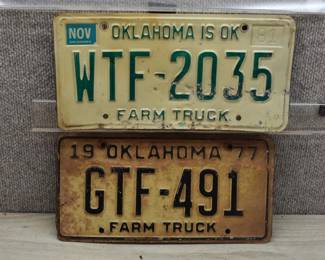 NOV OKLAHOMA IS OK
WTF-2035
FARM TRUCK
19 OKLAHOMA 77
GTF-491
FARM TRUCK